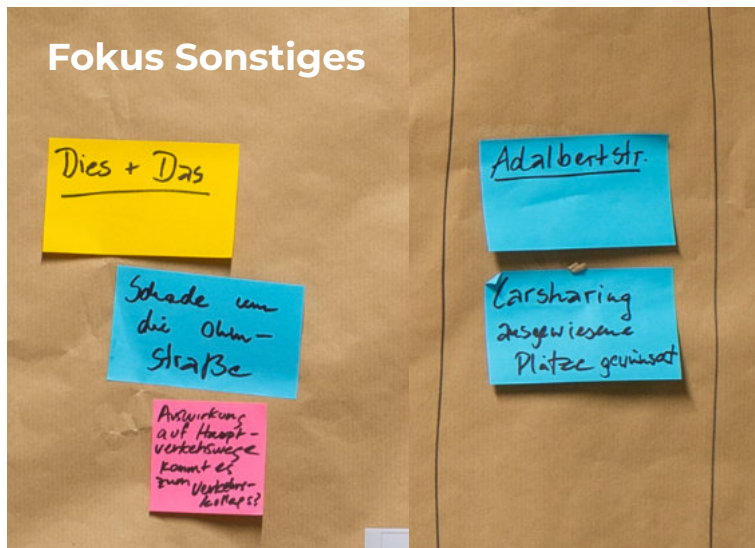 Fokus Sonstiges
Dies + Das
Schade um
die Ohm-
straße
Auswirkung
auf Haupt-
verkehrswege
kommt es
zum Verkehrs-
kollaps?
Adalbertstr.
Carsharing
ausgewiesene
Plätze gewünscht